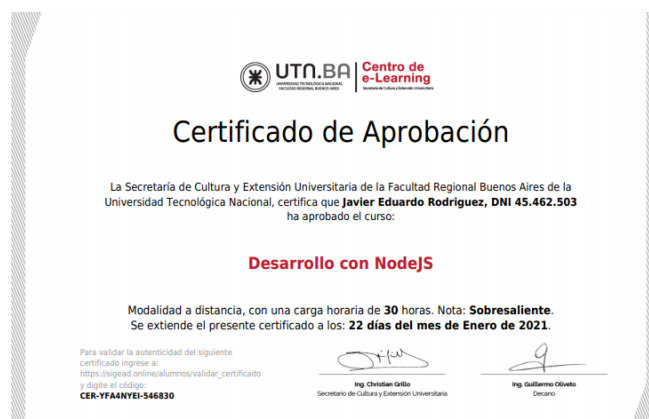 UTN.BA
UNIVERSIDAD TECNOLÓGICA NACIONAL
FACULTAD REGIONAL BUENOS AIRES
Centro de
e-Learning
Secretaría de Cultura y Extensión Universitaria
Certificado de Aprobación
La Secretaría de Cultura y Extensión Universitaria de la Facultad Regional Buenos Aires de la
Universidad Tecnológica Nacional, certifica que Javier Eduardo Rodriguez, DNI 45.462.503
ha aprobado el curso:
Desarrollo con NodeJS
Modalidad a distancia, con una carga horaria de 30 horas. Nota: Sobresaliente.
Se extiende el presente certificado a los: 22 días del mes de Enero de 2021.
Para validar la autenticidad del siguiente
certificado ingrese a:
https://sigead.online/alumnos/validar_certificado
y digite el código:
CER-YFA4NYEI-546830
Ing. Christian Grillo
Secretario de Cultura y Extensión Universitaria
Ing. Guillermo Oliveto
Decano